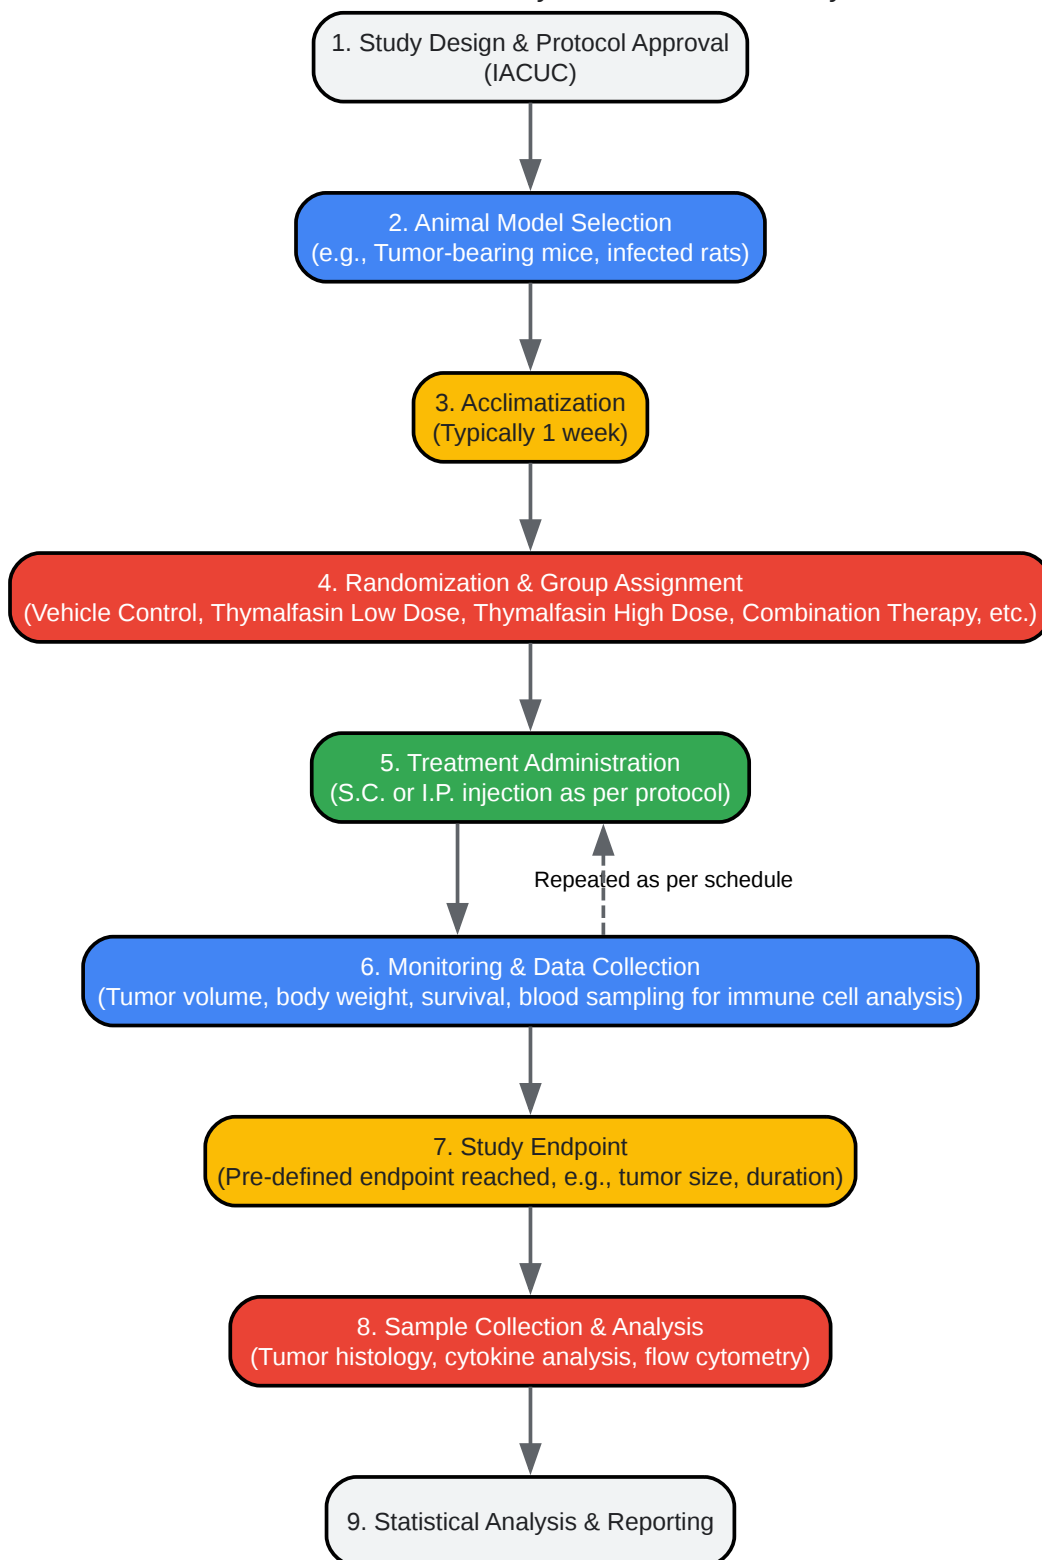 1. Study Design & Protocol Approval
(IACUC)
2. Animal Model Selection
(e.g., Tumor-bearing mice, infected rats)
3. Acclimatization
(Typically 1 week)
4. Randomization & Group Assignment
(Vehicle Control, Thymalfasin Low Dose, Thymalfasin High Dose, Combination Therapy, etc.)
5. Treatment Administration
(S.C. or I.P. injection as per protocol)
Repeated as per schedule
6. Monitoring & Data Collection
(Tumor volume, body weight, survival, blood sampling for immune cell analysis)
7. Study Endpoint
(Pre-defined endpoint reached, e.g., tumor size, duration)
8. Sample Collection & Analysis
(Tumor histology, cytokine analysis, flow cytometry)
9. Statistical Analysis & Reporting